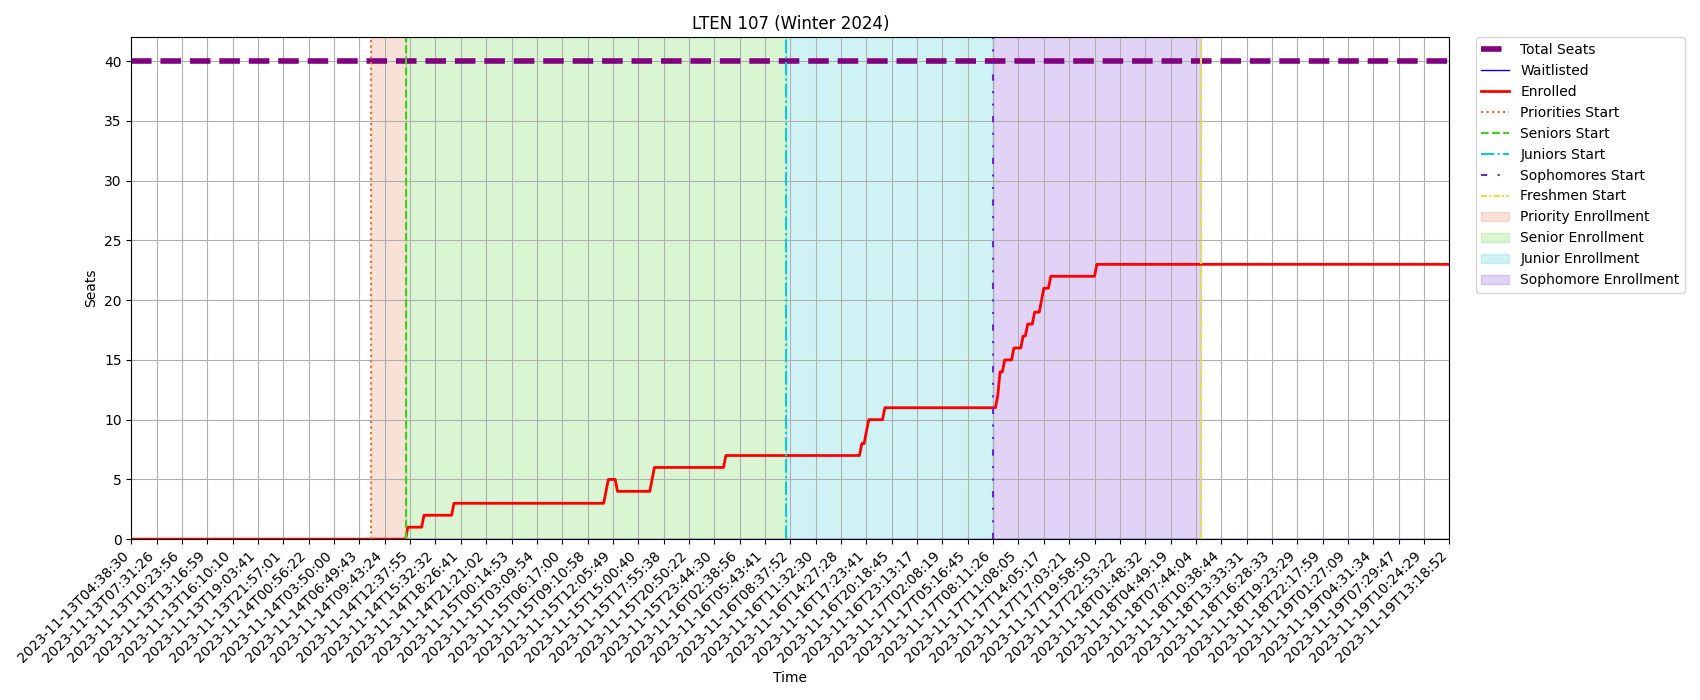 LTEN 107 (Winter 2024)
Total Seats
Waitlisted
Enrolled
Priorities Start
Seniors Start
Juniors Start
Sophomores Start
Freshmen Start
Priority Enrollment
Senior Enrollment
Junior Enrollment
Sophomore Enrollment
Seats
40
35
30
25
20
15
10
5
0
2023-11-13T04:38:30
2023-11-13T07:31:26
2023-11-13T10:23:56
2023-11-13T13:16:59
2023-11-13T16:10:10
2023-11-13T19:03:41
2023-11-13T21:57:01
2023-11-14T00:56:22
2023-11-14T03:50:00
2023-11-14T06:49:43
2023-11-14T09:43:24
2023-11-14T12:37:55
2023-11-14T15:32:32
2023-11-14T18:26:41
2023-11-14T21:21:02
2023-11-15T00:14:53
2023-11-15T03:09:54
2023-11-15T06:17:00
2023-11-15T09:10:58
2023-11-15T12:05:49
2023-11-15T15:00:40
2023-11-15T17:55:38
2023-11-15T20:50:22
2023-11-15T23:44:30
2023-11-16T02:38:56
2023-11-16T05:43:41
2023-11-16T08:37:52
2023-11-16T11:32:30
2023-11-16T14:27:28
2023-11-16T17:23:41
2023-11-16T20:18:45
2023-11-16T23:13:17
2023-11-17T02:08:19
2023-11-17T05:16:45
2023-11-17T08:11:26
2023-11-17T11:08:05
2023-11-17T14:05:17
2023-11-17T17:03:21
2023-11-17T19:58:50
2023-11-17T22:53:22
2023-11-18T01:48:32
2023-11-18T04:49:19
2023-11-18T07:44:04
2023-11-18T10:38:44
2023-11-18T13:33:31
2023-11-18T16:28:33
2023-11-18T19:23:29
2023-11-18T22:17:59
2023-11-19T01:27:09
2023-11-19T04:31:34
2023-11-19T07:29:47
2023-11-19T10:24:29
2023-11-19T13:18:52
Time